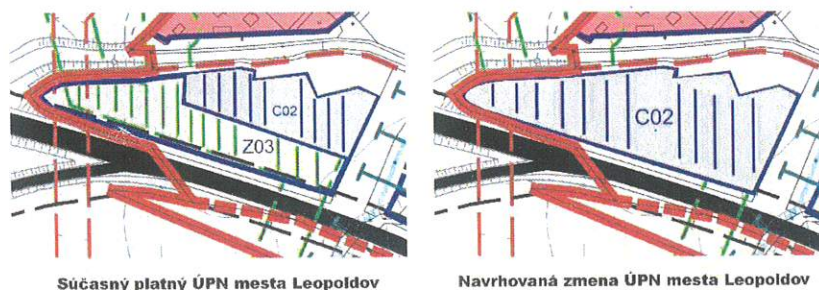 C02
Z03
C02
Súčasný platný ÚPN mesta Leopoldov
Navrhovaná zmena ÚPN mesta Leopoldov